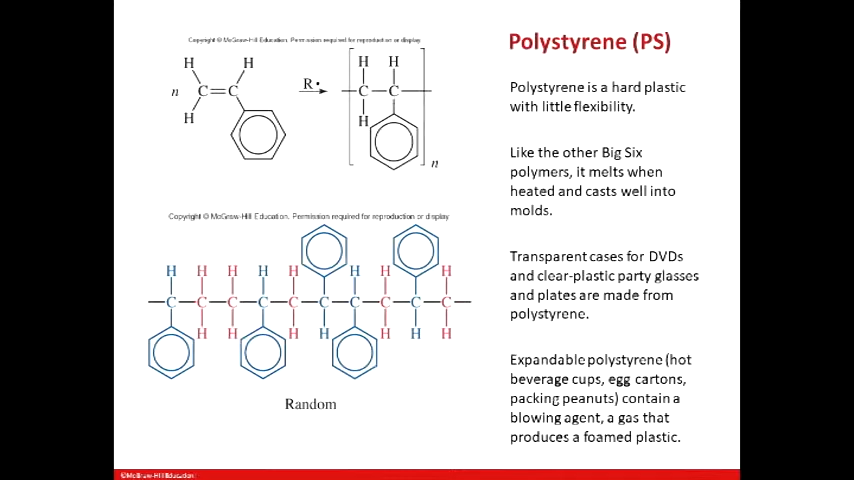 Copyright © McGraw-Hill Education. Permission required for reproduction or display
H H
n C=C
H
R•
H H
C C
H
n
Copyright © McGraw-Hill Education. Permission required for reproduction or display
H H H H H H H H
C C C C C C C C C C
H H H H H H H
Random
Polystyrene (PS)
Polystyrene is a hard plastic
with little flexibility.
Like the other Big Six
polymers, it melts when
heated and casts well into
molds.
Transparent cases for DVDs
and clear-plastic party glasses
and plates are made from
polystyrene.
Expandable polystyrene (hot
beverage cups, egg cartons,
packing peanuts) contain a
blowing agent, a gas that
produces a foamed plastic.
©McGraw-Hill Education